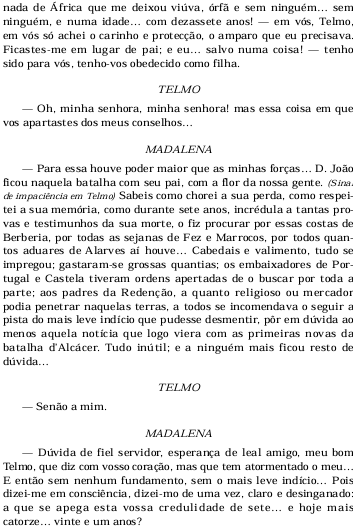 nada de África que me deixou viúva, órfã e sem ninguém... sem
ninguém, e numa idade... com dezassete anos! — em vós, Telmo,
em vós só achei o carinho e protecção, o amparo que eu precisava.
Ficastes-me em lugar de pai; e eu... salvo numa coisa! — tenho
sido para vós, tenho-vos obedecido como filha.
TELMO
— Oh, minha senhora, minha senhora! mas essa coisa em que
vos apartastes dos meus conselhos...
MADALENA
— Para essa houve poder maior que as minhas forças... D. João
ficou naquela batalha com seu pai, com a flor da nossa gente. (Sinal
de impaciência em Telmo) Sabeis como chorei a sua perda, como respei-
tei a sua memória, como durante sete anos, incrédula a tantas pro-
vas e testimunhos da sua morte, o fiz procurar por essas costas de
Berberia, por todas as sejanas de Fez e Marrocos, por todos quan-
tos aduares de Alarves aí houve... Cabedais e valimento, tudo se
impregou; gastaram-se grossas quantias; os embaixadores de Por-
tugal e Castela tiveram ordens apertadas de o buscar por toda a
parte; aos padres da Redenção, a quanto religioso ou mercador
podia penetrar naquelas terras, a todos se incomendava o seguir a
pista do mais leve indício que pudesse desmentir, pôr em dúvida ao
menos aquela notícia que logo viera com as primeiras novas da
batalha d'Alcácer. Tudo inútil; e a ninguém mais ficou resto de
dúvida...
TELMO
— Senão a mim.
MADALENA
— Dúvida de fiel servidor, esperança de leal amigo, meu bom
Telmo, que diz com vosso coração, mas que tem atormentado o meu...
E então sem nenhum fundamento, sem o mais leve indício... Pois
dizei-me em consciência, dizei-mo de uma vez, claro e desinganado:
a que se apega esta vossa credulidade de sete... e hoje mais
catorze... vinte e um anos?